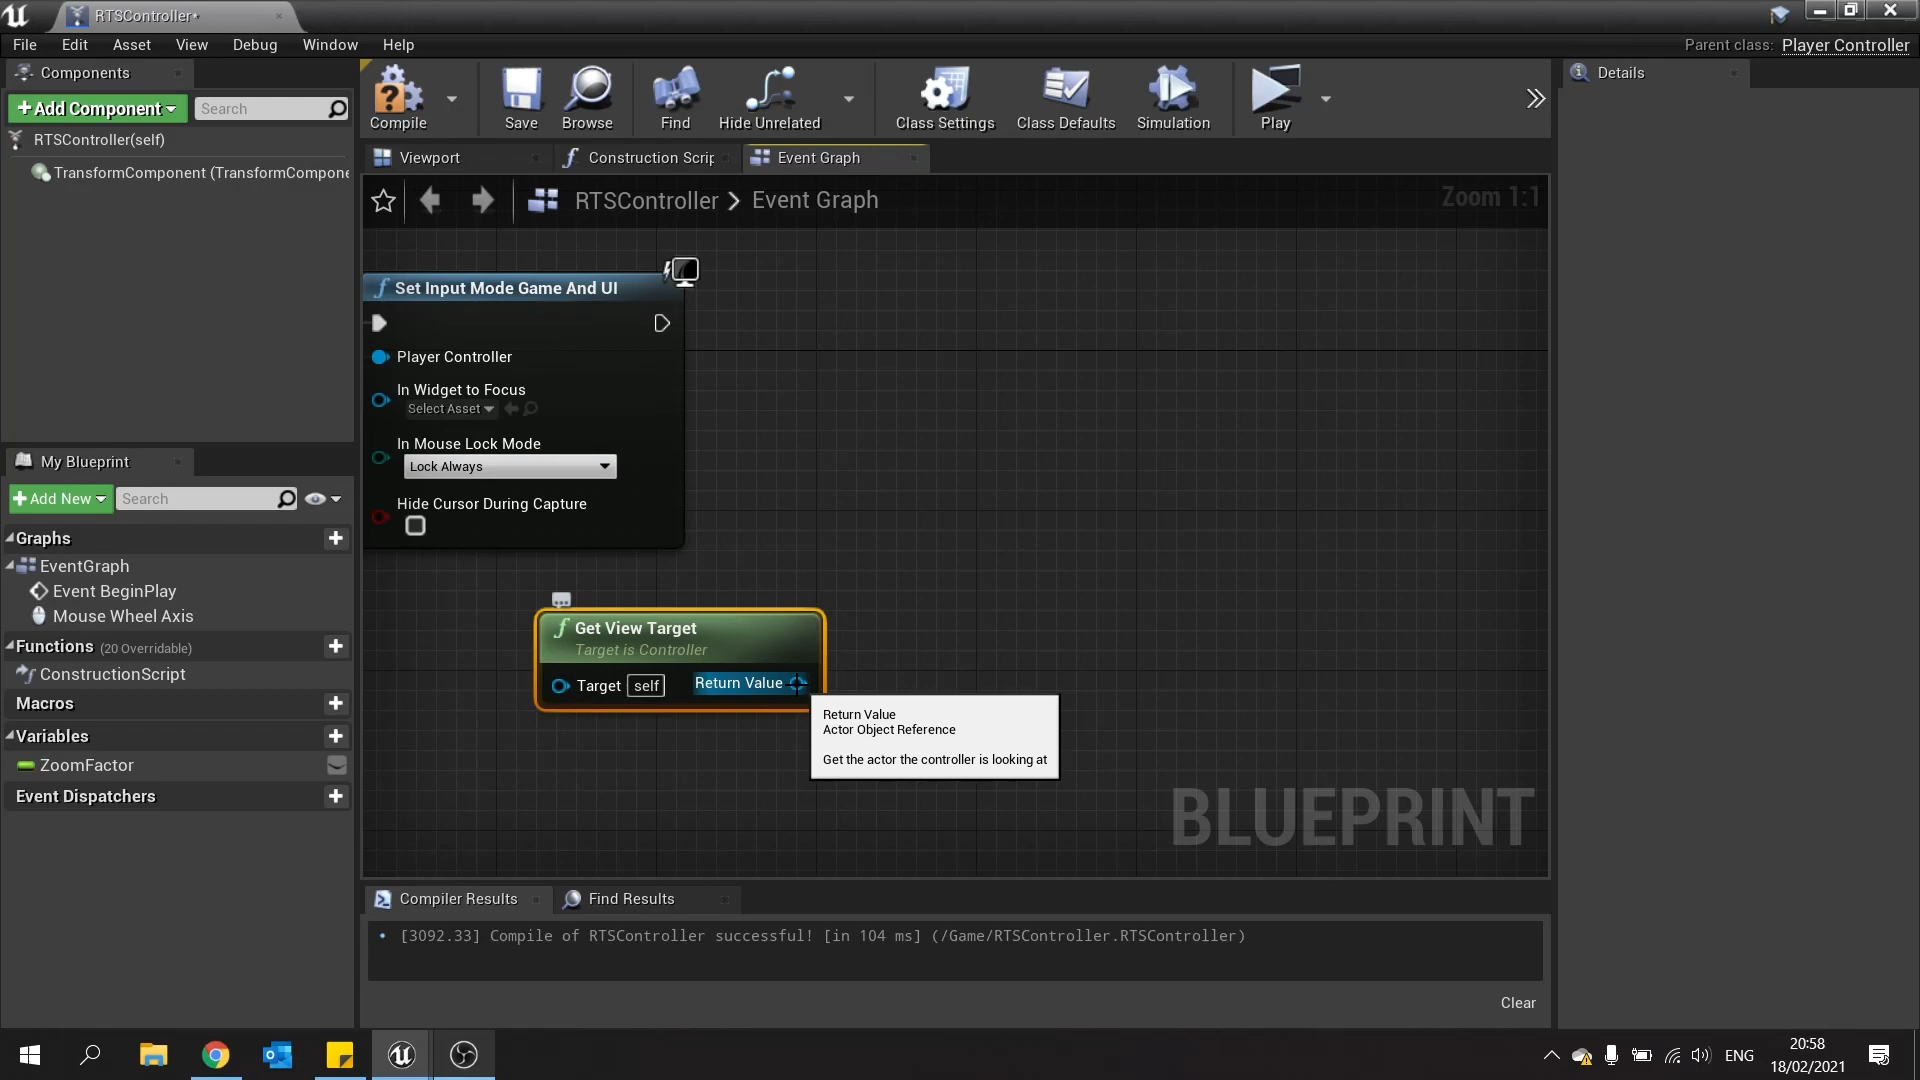 RTSController*
File Edit Asset View Debug Window Help
Parent class: Player Controller
Components
Add Component
Search
RTSController(self)
TransformComponent (TransformCompone
Compile
Save
Browse
Find
Hide Unrelated
Class Settings
Class Defaults
Simulation
Play
Details
Viewport
Construction Scrip
Event Graph
RTSController > Event Graph
Zoom 1:1
Set Input Mode Game And UI
Player Controller
In Widget to Focus
Select Asset
In Mouse Lock Mode
Lock Always
Hide Cursor During Capture
Get View Target
Target is Controller
Target self
Return Value
Return Value
Actor Object Reference
Get the actor the controller is looking at
BLUEPRINT
My Blueprint
Add New
Search
Graphs
EventGraph
Event BeginPlay
Mouse Wheel Axis
Functions (20 Overridable)
ConstructionScript
Macros
Variables
ZoomFactor
Event Dispatchers
Compiler Results
Find Results
[3092.33] Compile of RTSController successful! [in 104 ms] (/Game/RTSController.RTSController)
Clear
ENG
20:58
18/02/2021